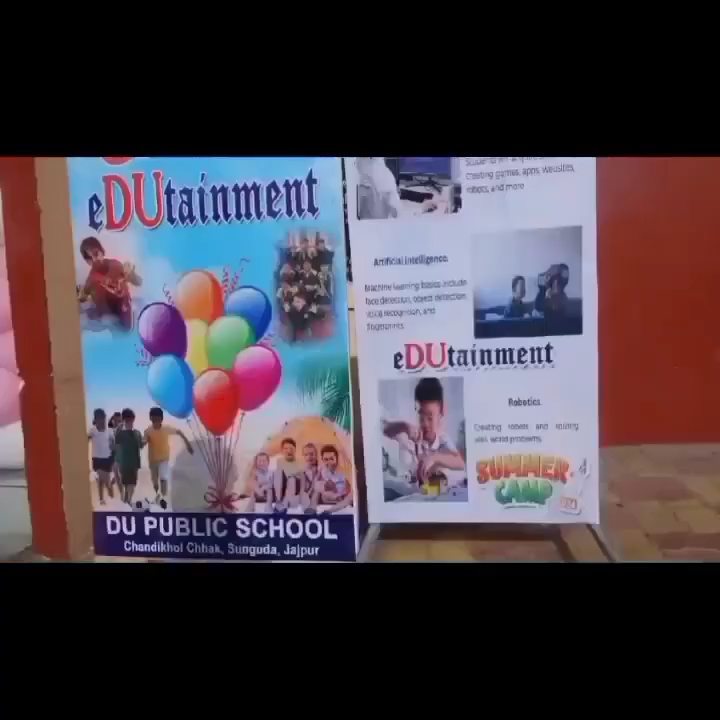 eDUtainment
DU PUBLIC SCHOOL
Chandikhol Chhak, Sunguda, Jajpur
creating games, apps, websites,
robots, and more
Artificial Intelligence.
Machine learning basics include
face detection, object detection,
recognition, and
eDUtainment
Robotics.
Creating robots and solving
real world problems.
SUMMER
CAMP